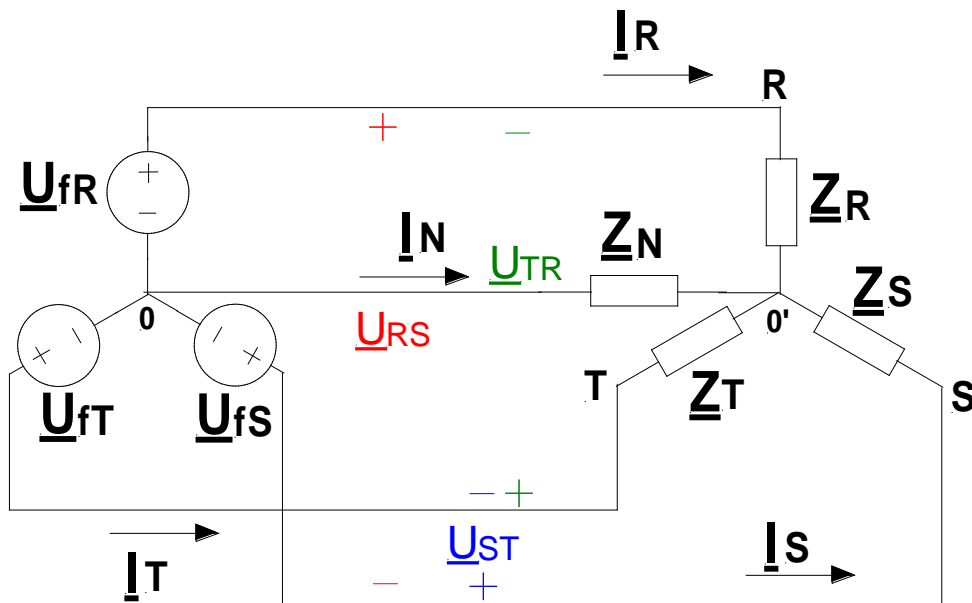 IR
R
+ −
+
−
UfR
ZR
IN
ZN
UTR
ZS
0
0'
URS
− −
+ +
T
ZT
S
UfT
UfS
− +
UST
IT
IS
− +